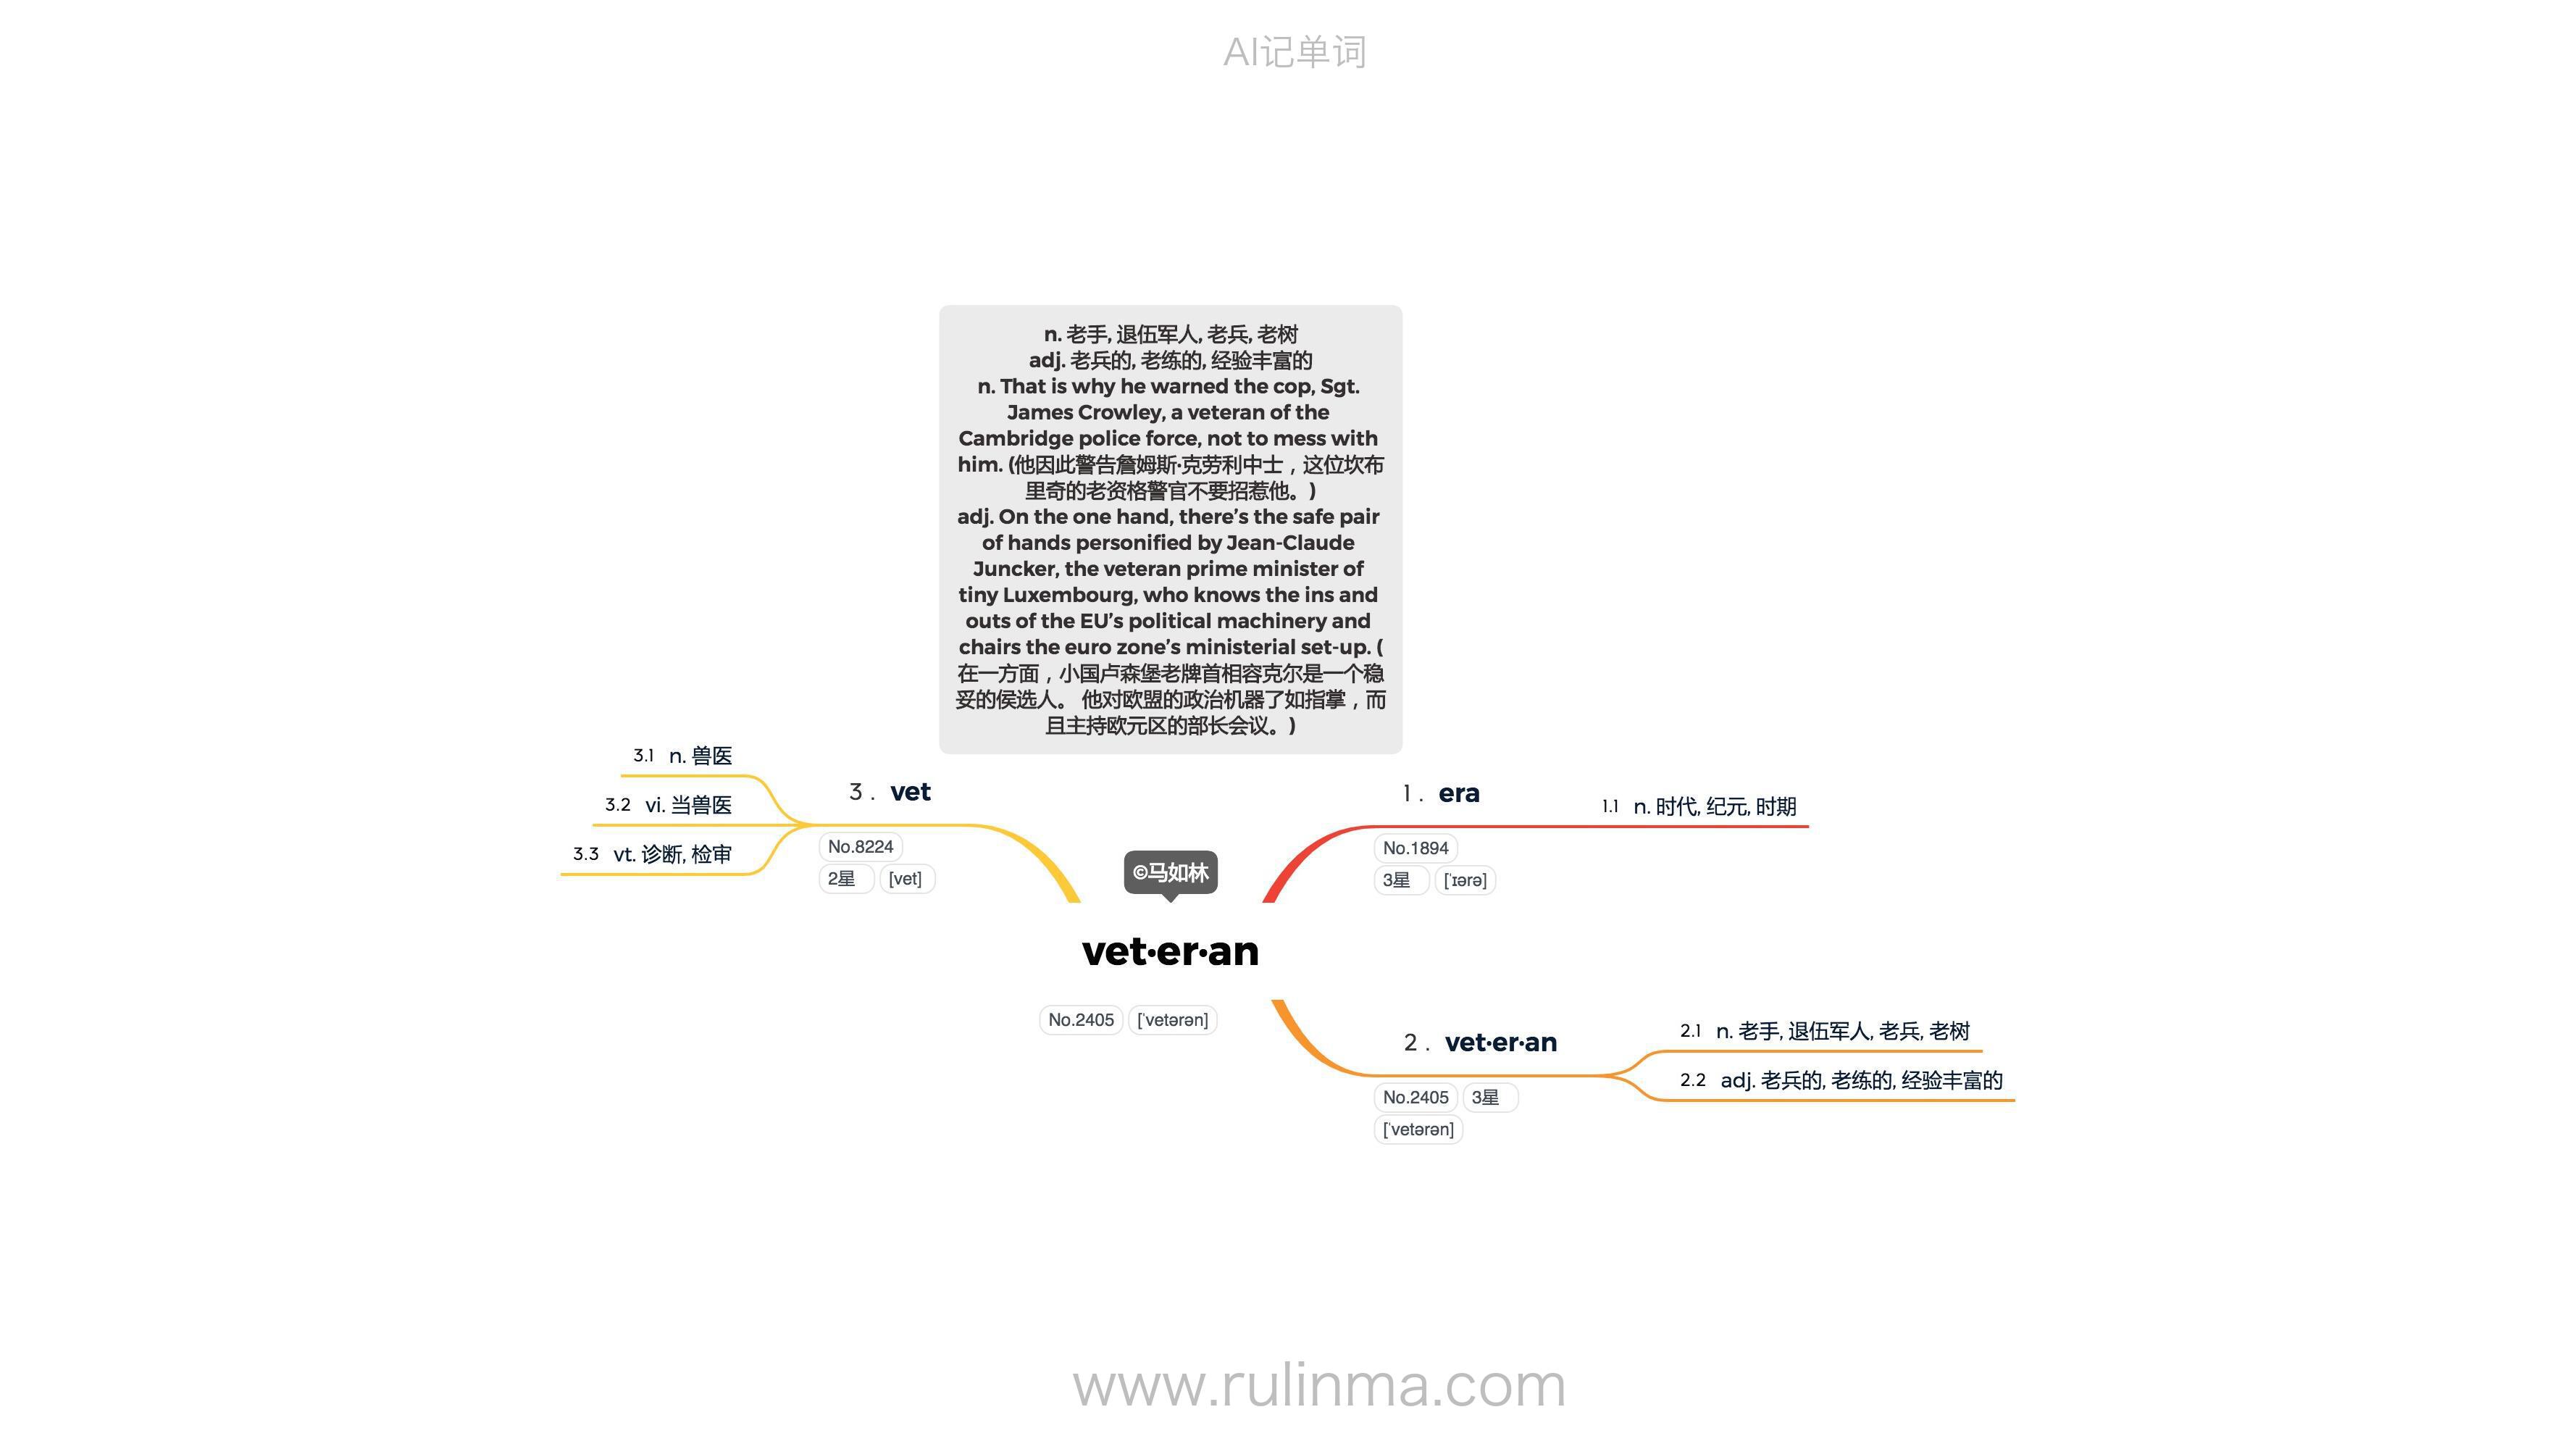 AI记单词
n. 老手, 退伍军人, 老兵, 老树
adj. 老兵的, 老练的, 经验丰富的
n. That is why he warned the cop, Sgt.
James Crowley, a veteran of the
Cambridge police force, not to mess with
him. (他因此警告詹姆斯·克劳利中士，这位坎布
里奇的老资格警官不要招惹他。)
adj. On the one hand, there’s the safe pair
of hands personified by Jean-Claude
Juncker, the veteran prime minister of
tiny Luxembourg, who knows the ins and
outs of the EU’s political machinery and
chairs the euro zone’s ministerial set-up. (
在一方面，小国卢森堡老牌首相容克尔是一个稳
妥的侯选人。 他对欧盟的政治机器了如指掌，而
且主持欧元区的部长会议。)
3.1 n. 兽医
3.2 vi. 当兽医
3.3 vt. 诊断, 检审
3. vet
No.8224
2星 [vet]
1. era
No.1894
3星 [ˈɪərə]
1.1 n. 时代, 纪元, 时期
©马如林
vet·er·an
No.2405 [ˈvetərən]
2. vet·er·an
No.2405 3星
[ˈvetərən]
2.1 n. 老手, 退伍军人, 老兵, 老树
2.2 adj. 老兵的, 老练的, 经验丰富的
www.rulinma.com